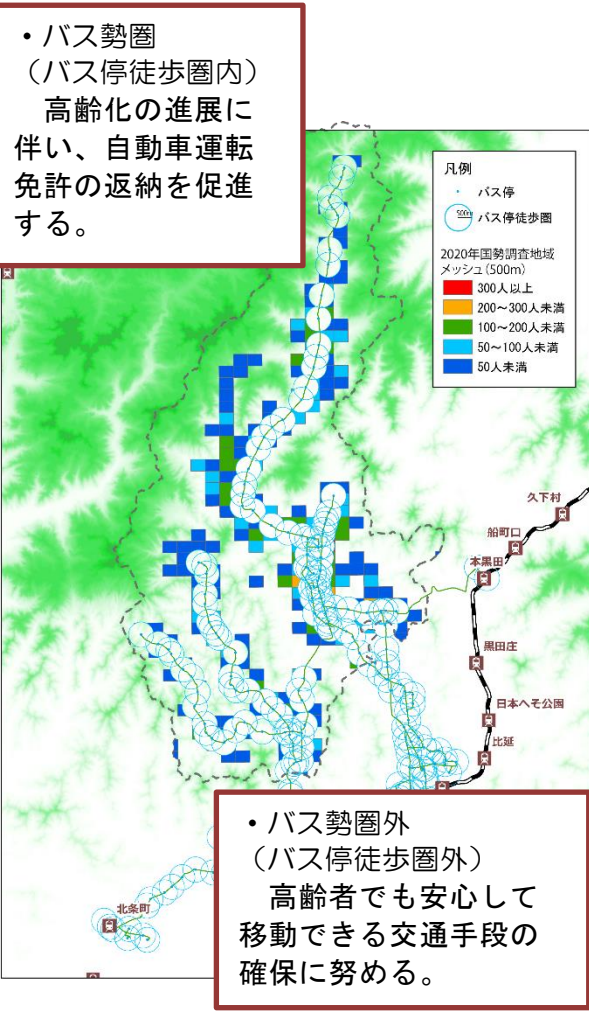 ・バス勢圏
（バス停徒歩圏内）
　高齢化の進展に
伴い、自動車運転
免許の返納を促進
する。
凡例
バス停
500m
バス停徒歩圏
2020年国勢調査地域
メッシュ(500m)
300人以上
200～300人未満
100～200人未満
50～100人未満
50人未満
久下村
船町口
本黒田
黒田庄
日本へそ公園
比延
北条町
・バス勢圏外
（バス停徒歩圏外）
　高齢者でも安心して
移動できる交通手段の
確保に努める。